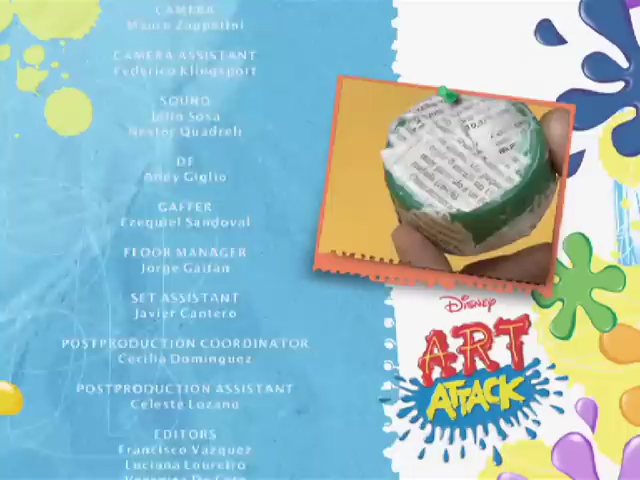 CAMERA
Mauro Zappatini
CAMERA ASSISTANT
Federico Klingsport
SOUND
Julio Sosa
Nestor Quadreli
DF
Andy Giglio
GAFFER
Ezequiel Sandoval
FLOOR MANAGER
Jorge Gaitan
SET ASSISTANT
Javier Cantero
POSTPRODUCTION COORDINATOR
Cecilia Dominguez
POSTPRODUCTION ASSISTANT
Celeste Lozano
EDITORS
Francisco Vazquez
Luciana Loureiro
DISNEY
ART
ATTACK